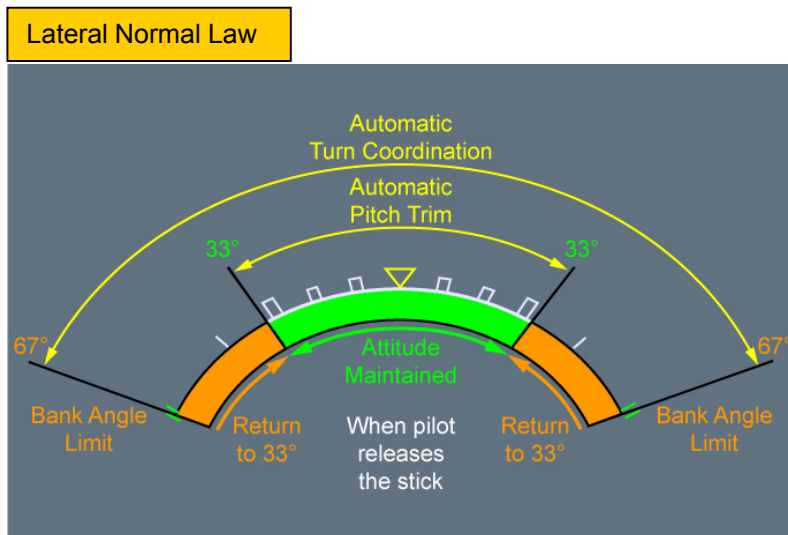 Lateral Normal Law
Automatic
Turn Coordination
Automatic
Pitch Trim
33°
33°
67°
67°
Attitude
Maintained
Bank Angle
Limit
Return
to 33°
When pilot
releases
the stick
Return
to 33°
Bank Angle
Limit